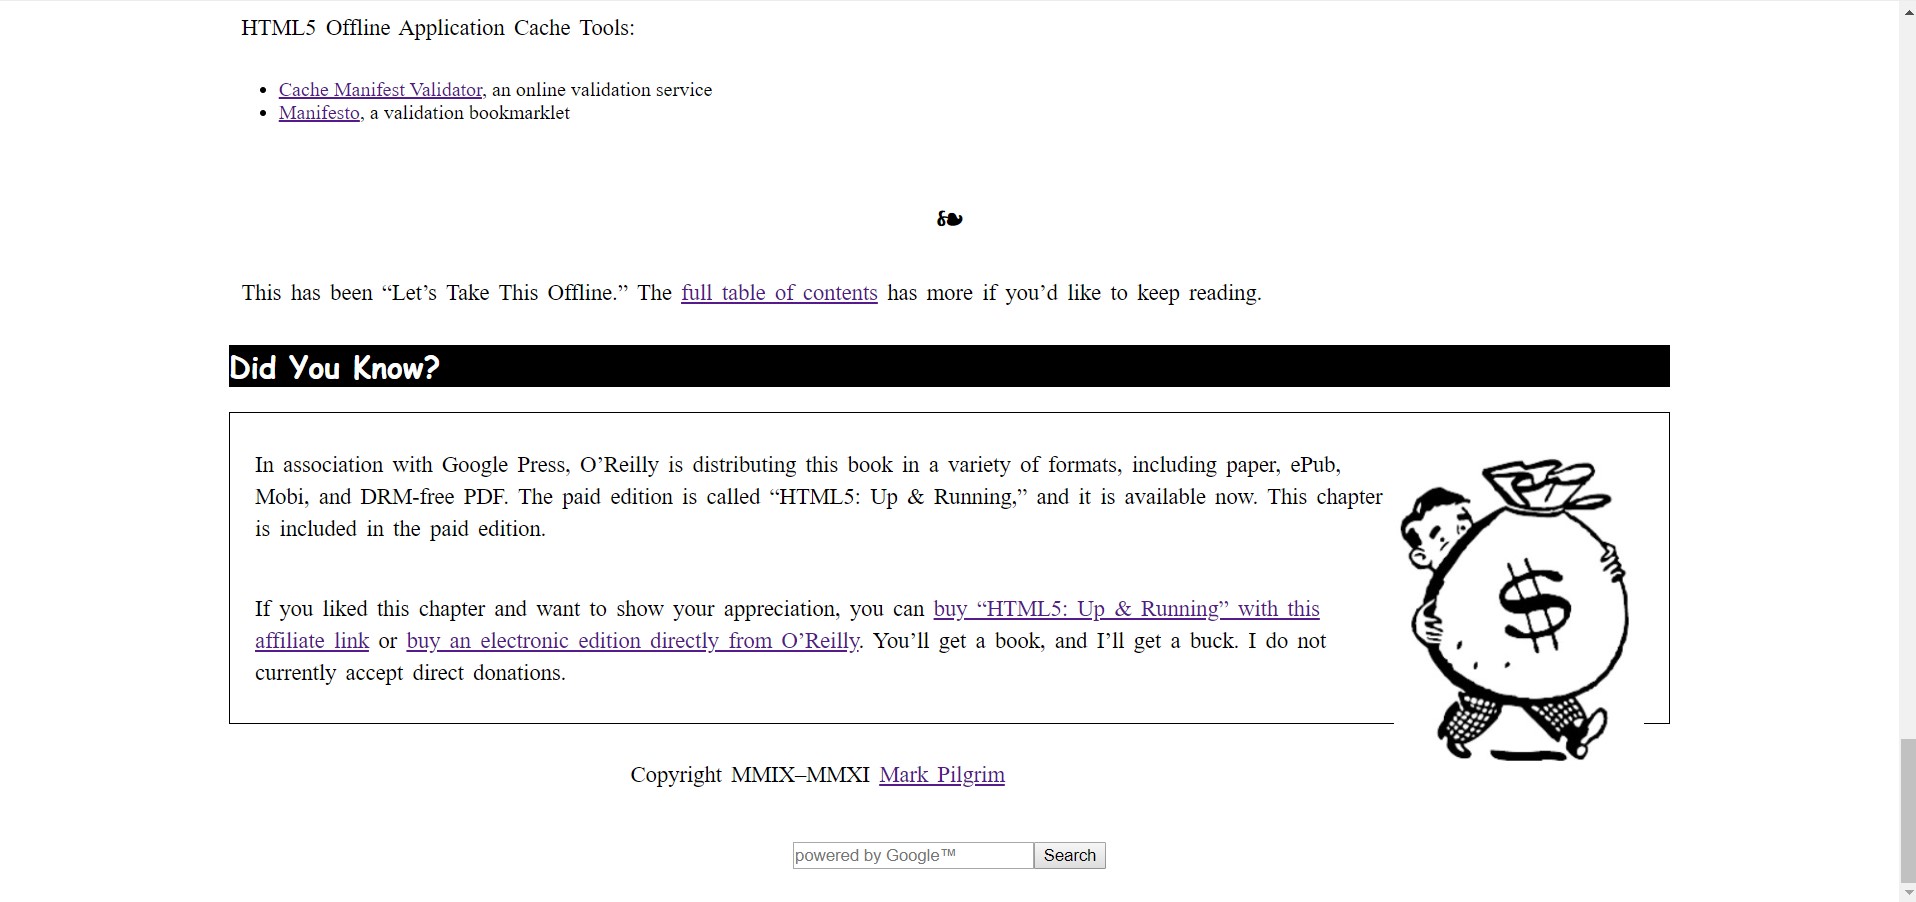 HTML5 Offline Application Cache Tools:
• Cache Manifest Validator, an online validation service
• Manifesto, a validation bookmarklet
❧
This has been “Let’s Take This Offline.” The full table of contents has more if you’d like to keep reading.
Did You Know?
In association with Google Press, O’Reilly is distributing this book in a variety of formats, including paper, ePub,
Mobi, and DRM-free PDF. The paid edition is called “HTML5: Up & Running,” and it is available now. This chapter
is included in the paid edition.
If you liked this chapter and want to show your appreciation, you can buy “HTML5: Up & Running” with this
affiliate link or buy an electronic edition directly from O’Reilly. You’ll get a book, and I’ll get a buck. I do not
currently accept direct donations.
$
Copyright MMIX–MMXI Mark Pilgrim
powered by Google™ Search